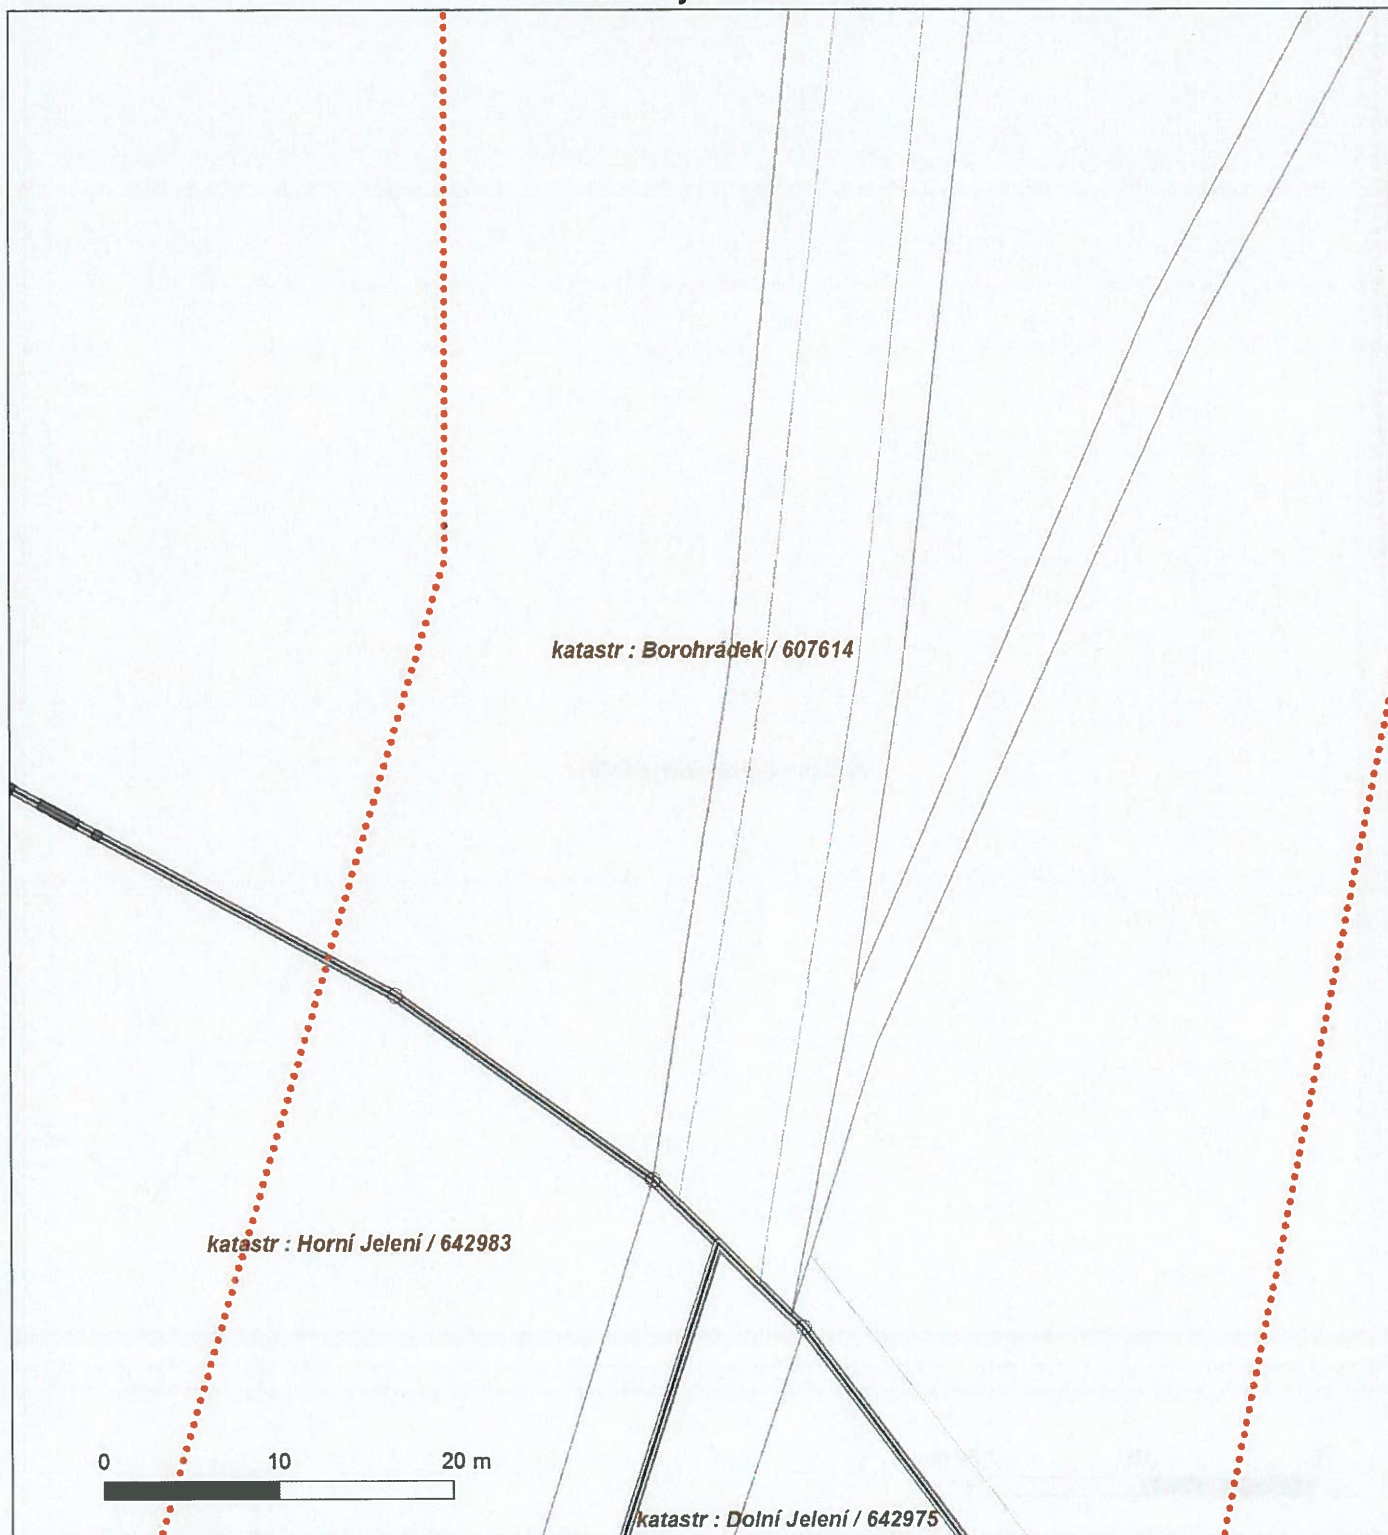 katastr : Borohrádek / 607614
katastr : Horní Jelení / 642983
0 10 20 m
katastr : Dolní Jelení / 642975